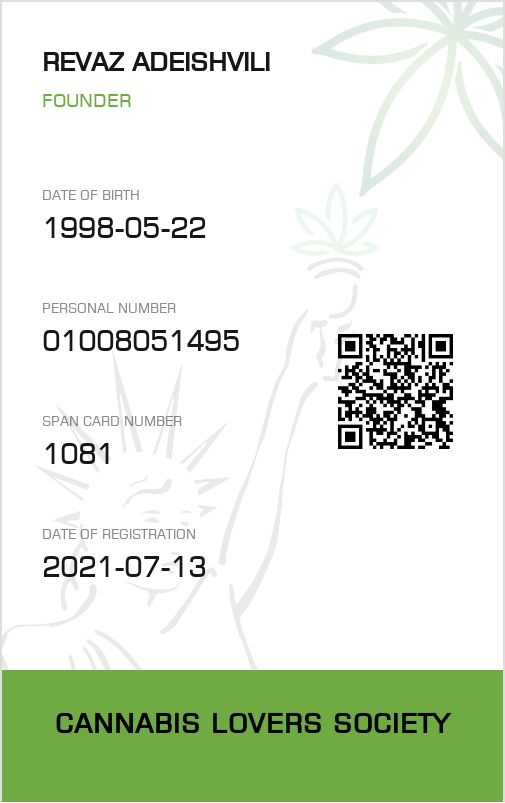 REVAZ ADEISHVILI
FOUNDER
DATE OF BIRTH
1998-05-22
PERSONAL NUMBER
01008051495
SPAN CARD NUMBER
1081
DATE OF REGISTRATION
2021-07-13
CANNABIS LOVERS SOCIETY